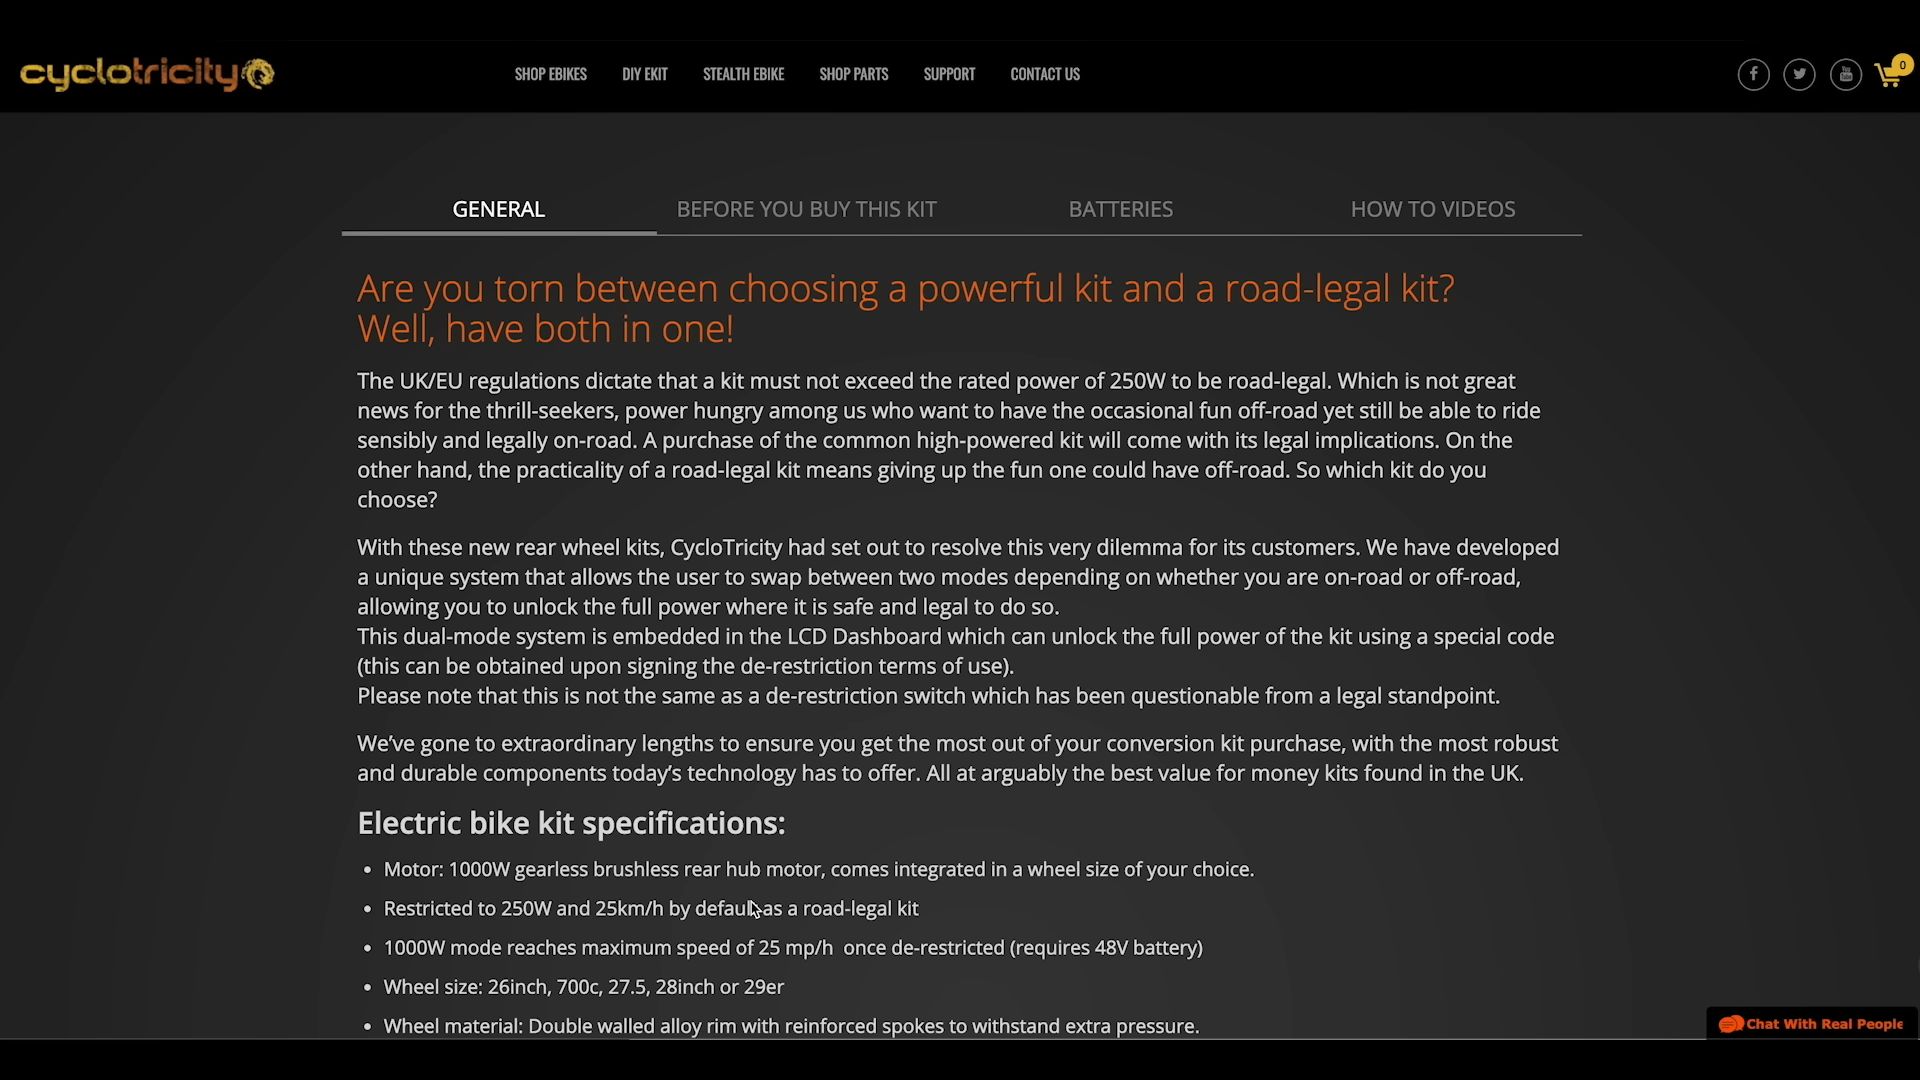 cyclotricity
SHOP EBIKES DIY EKIT STEALTH EBIKE SHOP PARTS SUPPORT CONTACT US
0
GENERAL BEFORE YOU BUY THIS KIT BATTERIES HOW TO VIDEOS
Are you torn between choosing a powerful kit and a road-legal kit?
Well, have both in one!
The UK/EU regulations dictate that a kit must not exceed the rated power of 250W to be road-legal. Which is not great
news for the thrill-seekers, power hungry among us who want to have the occasional fun off-road yet still be able to ride
sensibly and legally on-road. A purchase of the common high-powered kit will come with its legal implications. On the
other hand, the practicality of a road-legal kit means giving up the fun one could have off-road. So which kit do you
choose?
With these new rear wheel kits, CycloTricity had set out to resolve this very dilemma for its customers. We have developed
a unique system that allows the user to swap between two modes depending on whether you are on-road or off-road,
allowing you to unlock the full power where it is safe and legal to do so.
This dual-mode system is embedded in the LCD Dashboard which can unlock the full power of the kit using a special code
(this can be obtained upon signing the de-restriction terms of use).
Please note that this is not the same as a de-restriction switch which has been questionable from a legal standpoint.
We've gone to extraordinary lengths to ensure you get the most out of your conversion kit purchase, with the most robust
and durable components today's technology has to offer. All at arguably the best value for money kits found in the UK.
Electric bike kit specifications:
• Motor: 1000W gearless brushless rear hub motor, comes integrated in a wheel size of your choice.
• Restricted to 250W and 25km/h by default as a road-legal kit
• 1000W mode reaches maximum speed of 25 mp/h once de-restricted (requires 48V battery)
• Wheel size: 26inch, 700c, 27.5, 28inch or 29er
• Wheel material: Double walled alloy rim with reinforced spokes to withstand extra pressure.
Chat With Real People